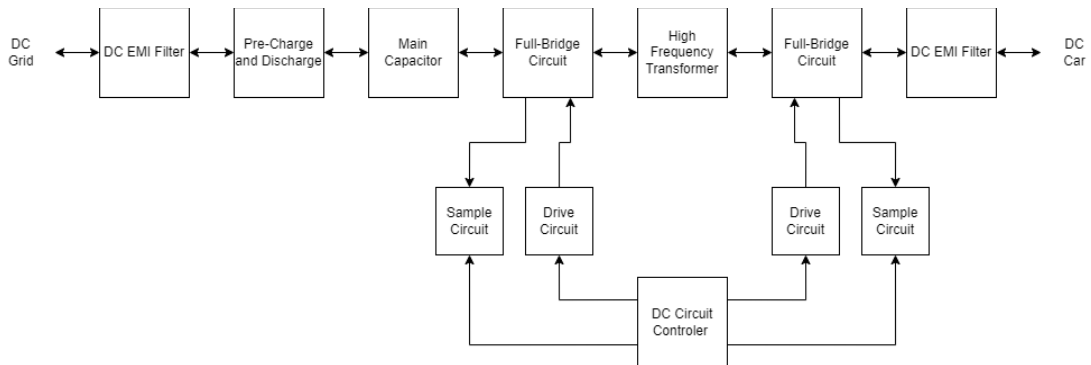 DC
Grid
DC EMI Filter
Pre-Charge
and Discharge
Main
Capacitor
Full-Bridge
Circuit
High
Frequency
Transformer
Full-Bridge
Circuit
DC EMI Filter
DC
Car
Sample
Circuit
Drive
Circuit
Drive
Circuit
Sample
Circuit
DC Circuit
Controler